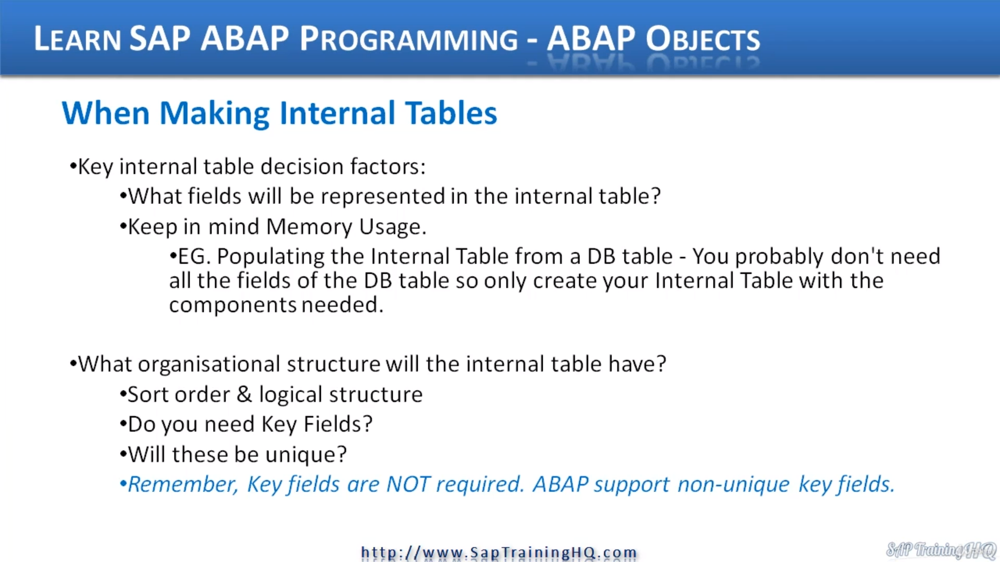 LEARN SAP ABAP PROGRAMMING - ABAP OBJECTS
When Making Internal Tables
•Key internal table decision factors:
•What fields will be represented in the internal table?
•Keep in mind Memory Usage.
•EG. Populating the Internal Table from a DB table - You probably don't need
all the fields of the DB table so only create your Internal Table with the
components needed.
•What organisational structure will the internal table have?
•Sort order & logical structure
•Do you need Key Fields?
•Will these be unique?
•Remember, Key fields are NOT required. ABAP support non-unique key fields.
http://www.SapTrainingHQ.com
SAP TrainingHQ